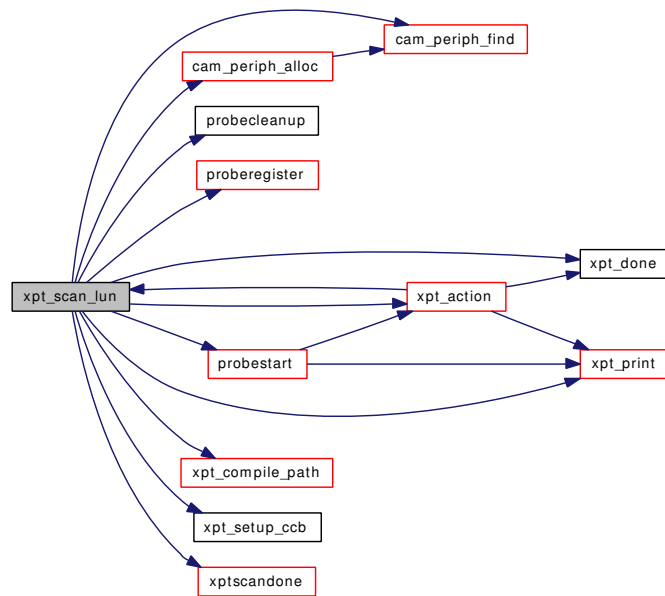 cam_periph_find
cam_periph_alloc
probecleanup
proberegister
xpt_done
xpt_scan_lun
xpt_action
probestart
xpt_print
xpt_compile_path
xpt_setup_ccb
xptscandone